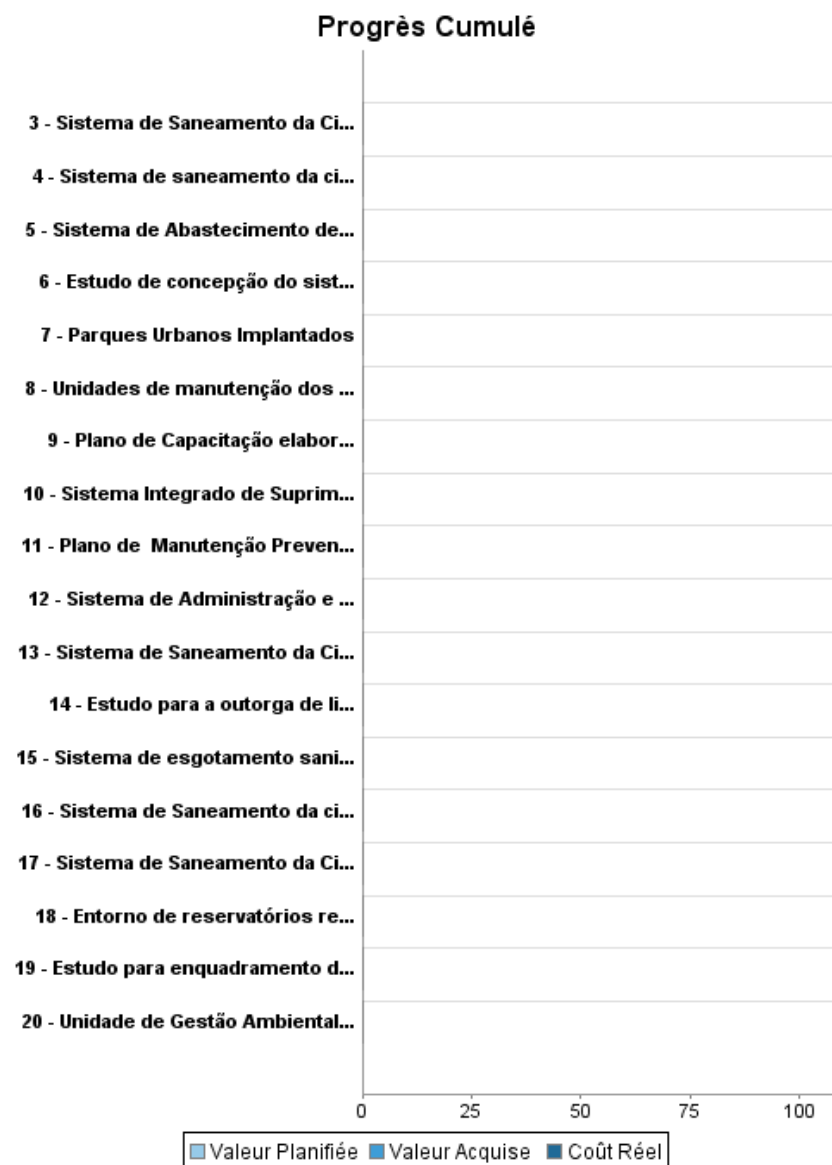 Progrès Cumulé
3 - Sistema de Saneamento da Ci...
4 - Sistema de saneamento da ci...
5 - Sistema de Abastecimento de...
6 - Estudo de concepção do sist...
7 - Parques Urbanos Implantados
8 - Unidades de manutenção dos ...
9 - Plano de Capacitação elabor...
10 - Sistema Integrado de Suprim...
11 - Plano de  Manutenção Preven...
12 - Sistema de Administração e ...
13 - Sistema de Saneamento da Ci...
14 - Estudo para a outorga de li...
15 - Sistema de esgotamento sani...
16 - Sistema de Saneamento da ci...
17 - Sistema de Saneamento da Ci...
18 - Entorno de reservatórios re...
19 - Estudo para enquadramento d...
20 - Unidade de Gestão Ambiental...
0 25 50 75 100
Valeur Planifiée Valeur Acquise Coût Réel